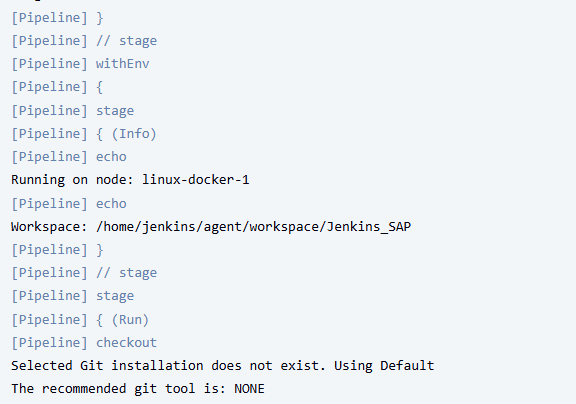 [Pipeline] }
[Pipeline] // stage
[Pipeline] withEnv
[Pipeline] {
[Pipeline] stage
[Pipeline] { (Info)
[Pipeline] echo
Running on node: linux-docker-1
[Pipeline] echo
Workspace: /home/jenkins/agent/workspace/Jenkins_SAP
[Pipeline] }
[Pipeline] // stage
[Pipeline] stage
[Pipeline] { (Run)
[Pipeline] checkout
Selected Git installation does not exist. Using Default
The recommended git tool is: NONE